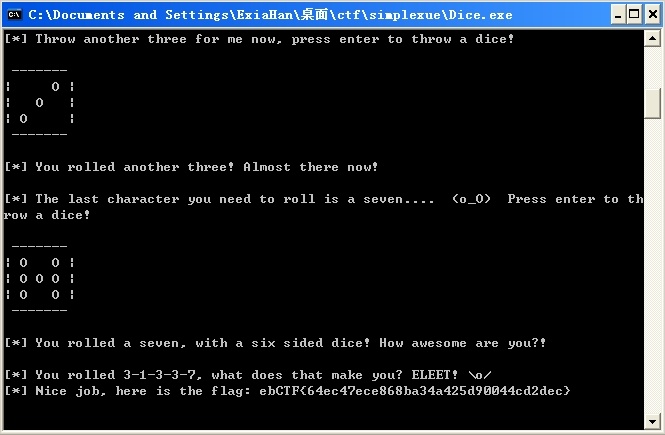 C:\Documents and Settings\ExiaHan\桌面\ctf\simplexue\Dice.exe
[*] Throw another three for me now, press enter to throw a dice!
 -------
¦     O ¦
¦   O   ¦
¦ O     ¦
 -------
[*] You rolled another three! Almost there now!
[*] The last character you need to roll is a seven....  (o_O)  Press enter to th
row a dice!
 -------
¦ O   O ¦
¦ O O O ¦
¦ O   O ¦
 -------
[*] You rolled a seven, with a six sided dice! How awesome are you?!
[*] You rolled 3-1-3-3-7, what does that make you? ELEET! \o/
[*] Nice job, here is the flag: ebCTF{64ec47ece868ba34a425d90044cd2dec}